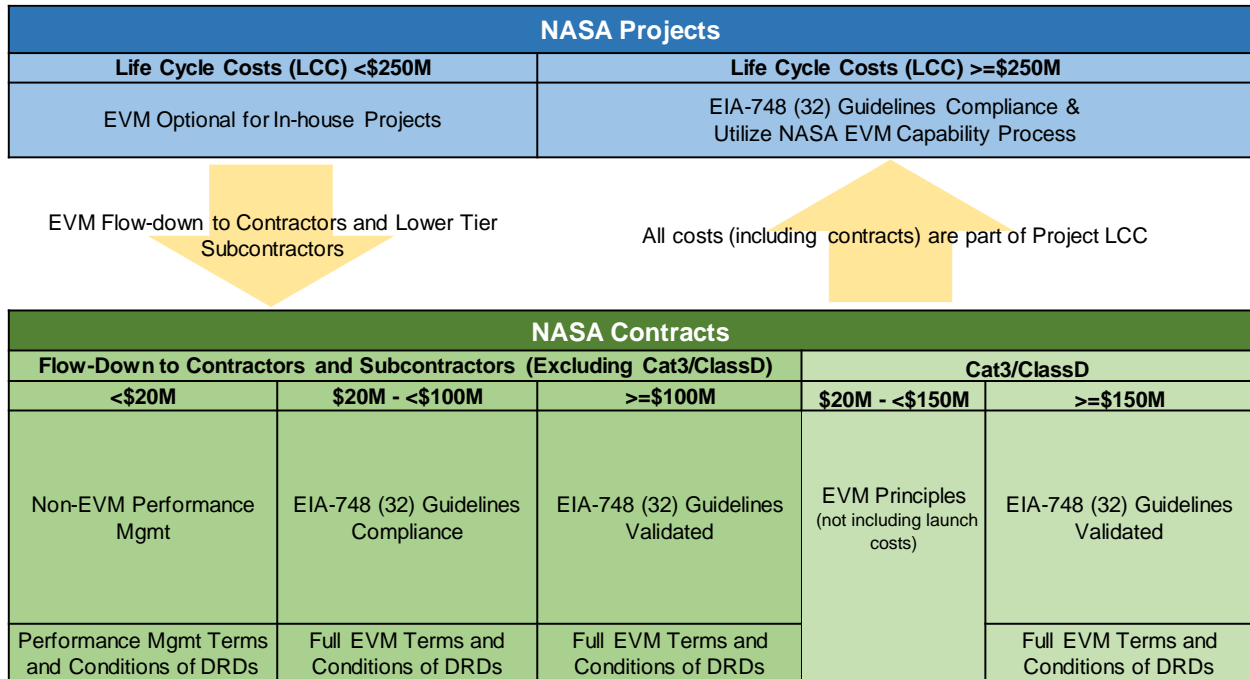 NASA Projects
Life Cycle Costs (LCC) <$250M
Life Cycle Costs (LCC) >=$250M
EVM Optional for In-house Projects
EIA-748 (32) Guidelines Compliance &
Utilize NASA EVM Capability Process
EVM Flow-down to Contractors and Lower Tier
Subcontractors
All costs (including contracts) are part of Project LCC
NASA Contracts
Flow-Down to Contractors and Subcontractors (Excluding Cat3/ClassD)
Cat3/ClassD
<$20M
$20M - <$100M
>=$100M
$20M - <$150M
>=$150M
Non-EVM Performance
Mgmt
EIA-748 (32) Guidelines
Compliance
EIA-748 (32) Guidelines
Validated
EVM Principles
(not including launch
costs)
EIA-748 (32) Guidelines
Validated
Performance Mgmt Terms
and Conditions of DRDs
Full EVM Terms and
Conditions of DRDs
Full EVM Terms and
Conditions of DRDs
Full EVM Terms and
Conditions of DRDs